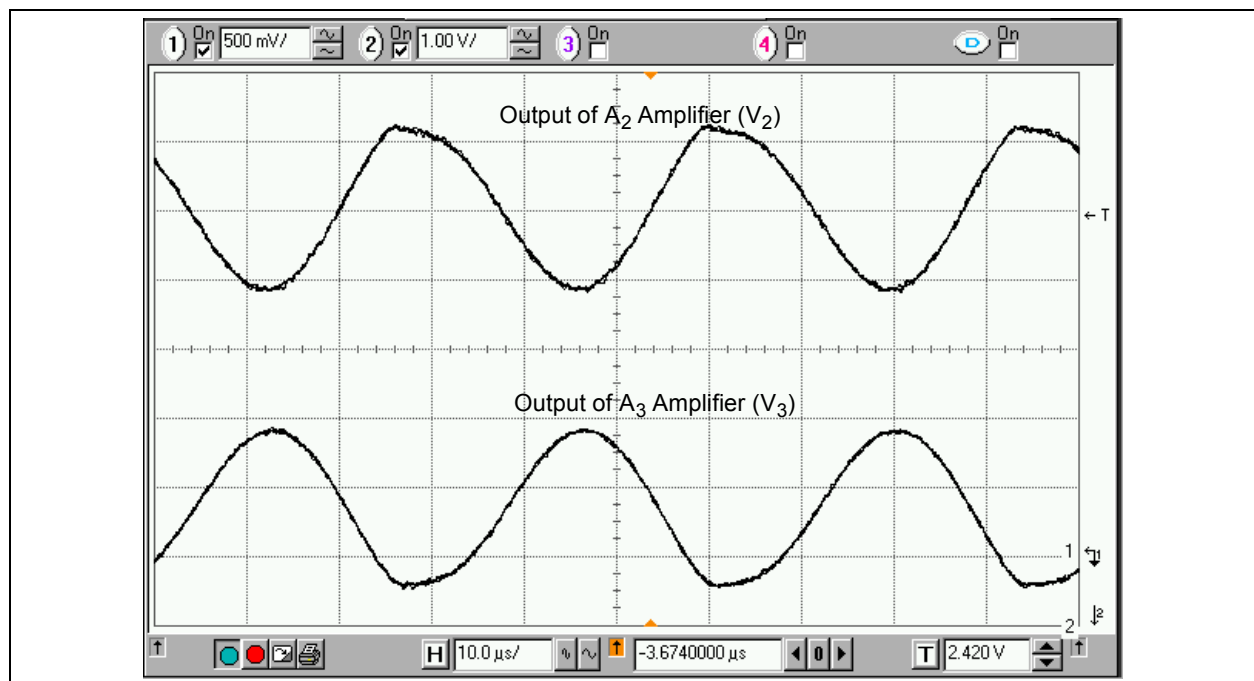 1 On 500 mV/ 2 On 1.00 V/ 3 On 4 On D On
Output of A2 Amplifier (V2)
T
Output of A3 Amplifier (V3)
1
2
2
H 10.0 µs/ -3.6740000 µs 0 T 2.420 V